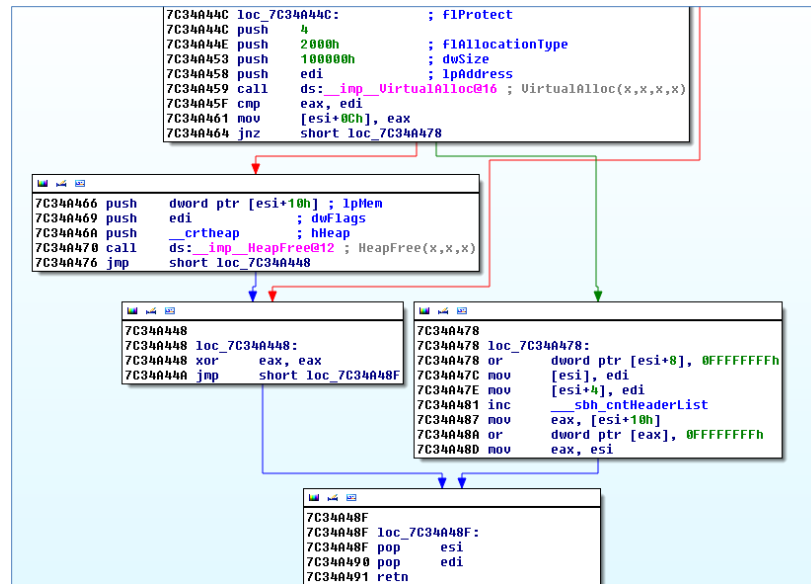 7C34A44C loc_7C34A44C: ; flProtect
7C34A44C push 4
7C34A44E push 2000h ; flAllocationType
7C34A453 push 100000h ; dwSize
7C34A458 push edi ; lpAddress
7C34A459 call ds:__imp__VirtualAlloc@16 ; VirtualAlloc(x,x,x,x)
7C34A45F cmp eax, edi
7C34A461 mov [esi+0Ch], eax
7C34A464 jnz short loc_7C34A478
7C34A466 push dword ptr [esi+10h] ; lpMem
7C34A469 push edi ; dwFlags
7C34A46A push __crtheap ; hHeap
7C34A470 call ds:__imp__HeapFree@12 ; HeapFree(x,x,x)
7C34A476 jmp short loc_7C34A448
7C34A448
7C34A448 loc_7C34A448:
7C34A448 xor eax, eax
7C34A44A jmp short loc_7C34A48F
7C34A478
7C34A478 loc_7C34A478:
7C34A478 or dword ptr [esi+8], 0FFFFFFFFh
7C34A47C mov [esi], edi
7C34A47E mov [esi+4], edi
7C34A481 inc ___sbh_cntHeaderList
7C34A487 mov eax, [esi+10h]
7C34A48A or dword ptr [eax], 0FFFFFFFFh
7C34A48D mov eax, esi
7C34A48F
7C34A48F loc_7C34A48F:
7C34A48F pop esi
7C34A490 pop edi
7C34A491 retn